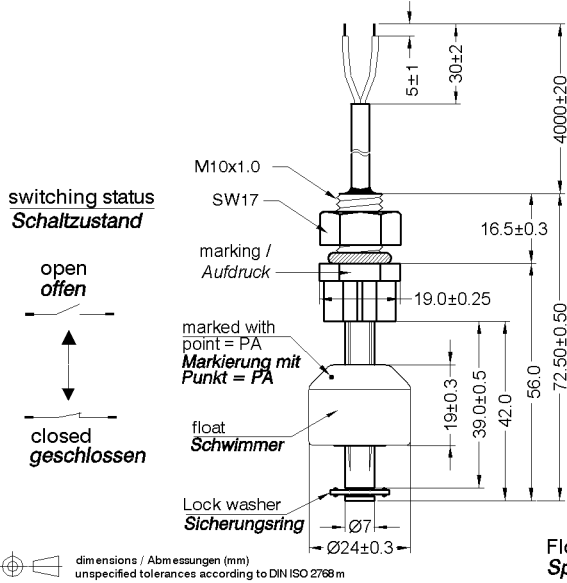 5±1
30±2
4000±20
M10x1.0
SW17
switching status
Schaltzustand
16.5±0.3
marking /
Aufdruck
open
offen
19.0±0.25
72.50±0.50
marked with
point = PA
Markierung mit
Punkt = PA
56.0
19±0.3
39.0±0.5
42.0
float
Schwimmer
closed
geschlossen
Lock washer
Sicherungsring
Ø7
Ø24±0.3
Flo
Sp
dimensions / Abmessungen (mm)
unspecified tolerances according to DIN ISO 2768 m